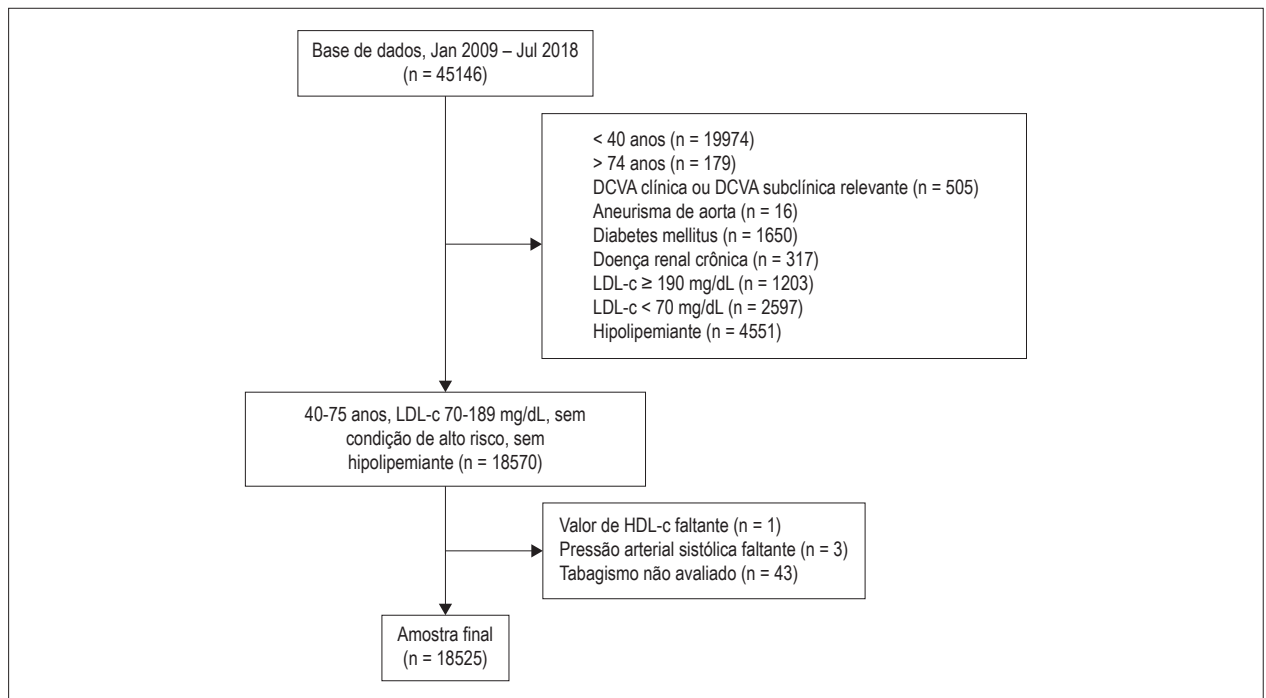 Base de dados, Jan 2009 – Jul 2018
(n = 45146)
< 40 anos (n = 19974)
> 74 anos (n = 179)
DCVA clínica ou DCVA subclínica relevante (n = 505)
Aneurisma de aorta (n = 16)
Diabetes mellitus (n = 1650)
Doença renal crônica (n = 317)
LDL-c ≥ 190 mg/dL (n = 1203)
LDL-c < 70 mg/dL (n = 2597)
Hipolipemiante (n = 4551)
40-75 anos, LDL-c 70-189 mg/dL, sem
condição de alto risco, sem
hipolipemiante (n = 18570)
Valor de HDL-c faltante (n = 1)
Pressão arterial sistólica faltante (n = 3)
Tabagismo não avaliado (n = 43)
Amostra final
(n = 18525)